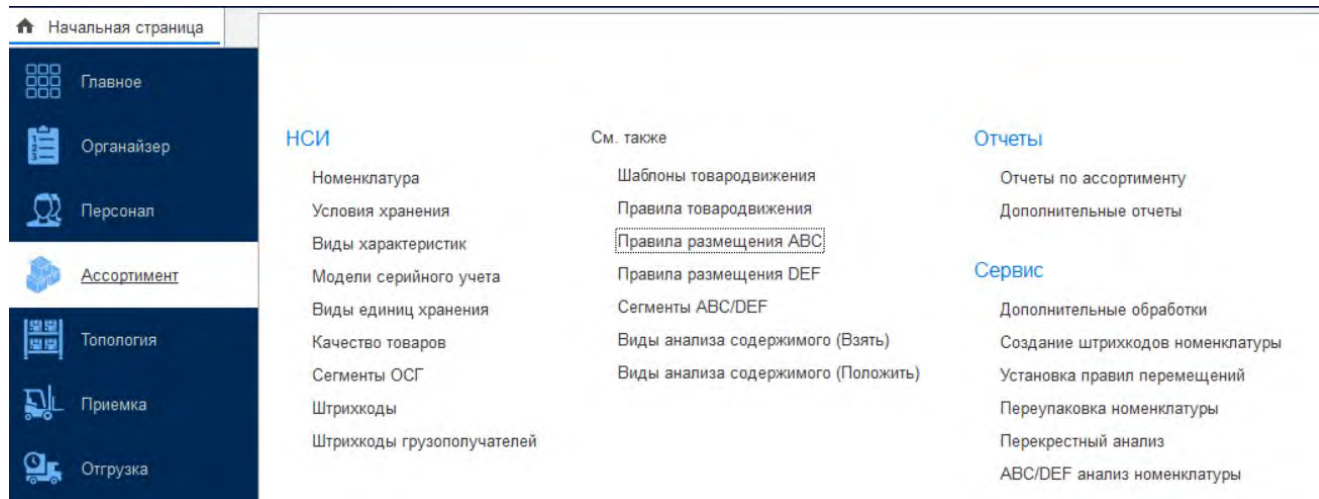 Начальная страница
Главное
Органайзер
Персонал
Ассортимент
Топология
Приемка
Отгрузка
НСИ
Номенклатура
Условия хранения
Виды характеристик
Модели серийного учета
Виды единиц хранения
Качество товаров
Сегменты ОСГ
Штрихкоды
Штрихкоды грузополучателей
См. также
Шаблоны товародвижения
Правила товародвижения
Правила размещения ABC
Правила размещения DEF
Сегменты ABC/DEF
Виды анализа содержимого (Взять)
Виды анализа содержимого (Положить)
Отчеты
Отчеты по ассортименту
Дополнительные отчеты
Сервис
Дополнительные обработки
Создание штрихкодов номенклатуры
Установка правил перемещений
Переупаковка номенклатуры
Перекрестный анализ
ABC/DEF анализ номенклатуры